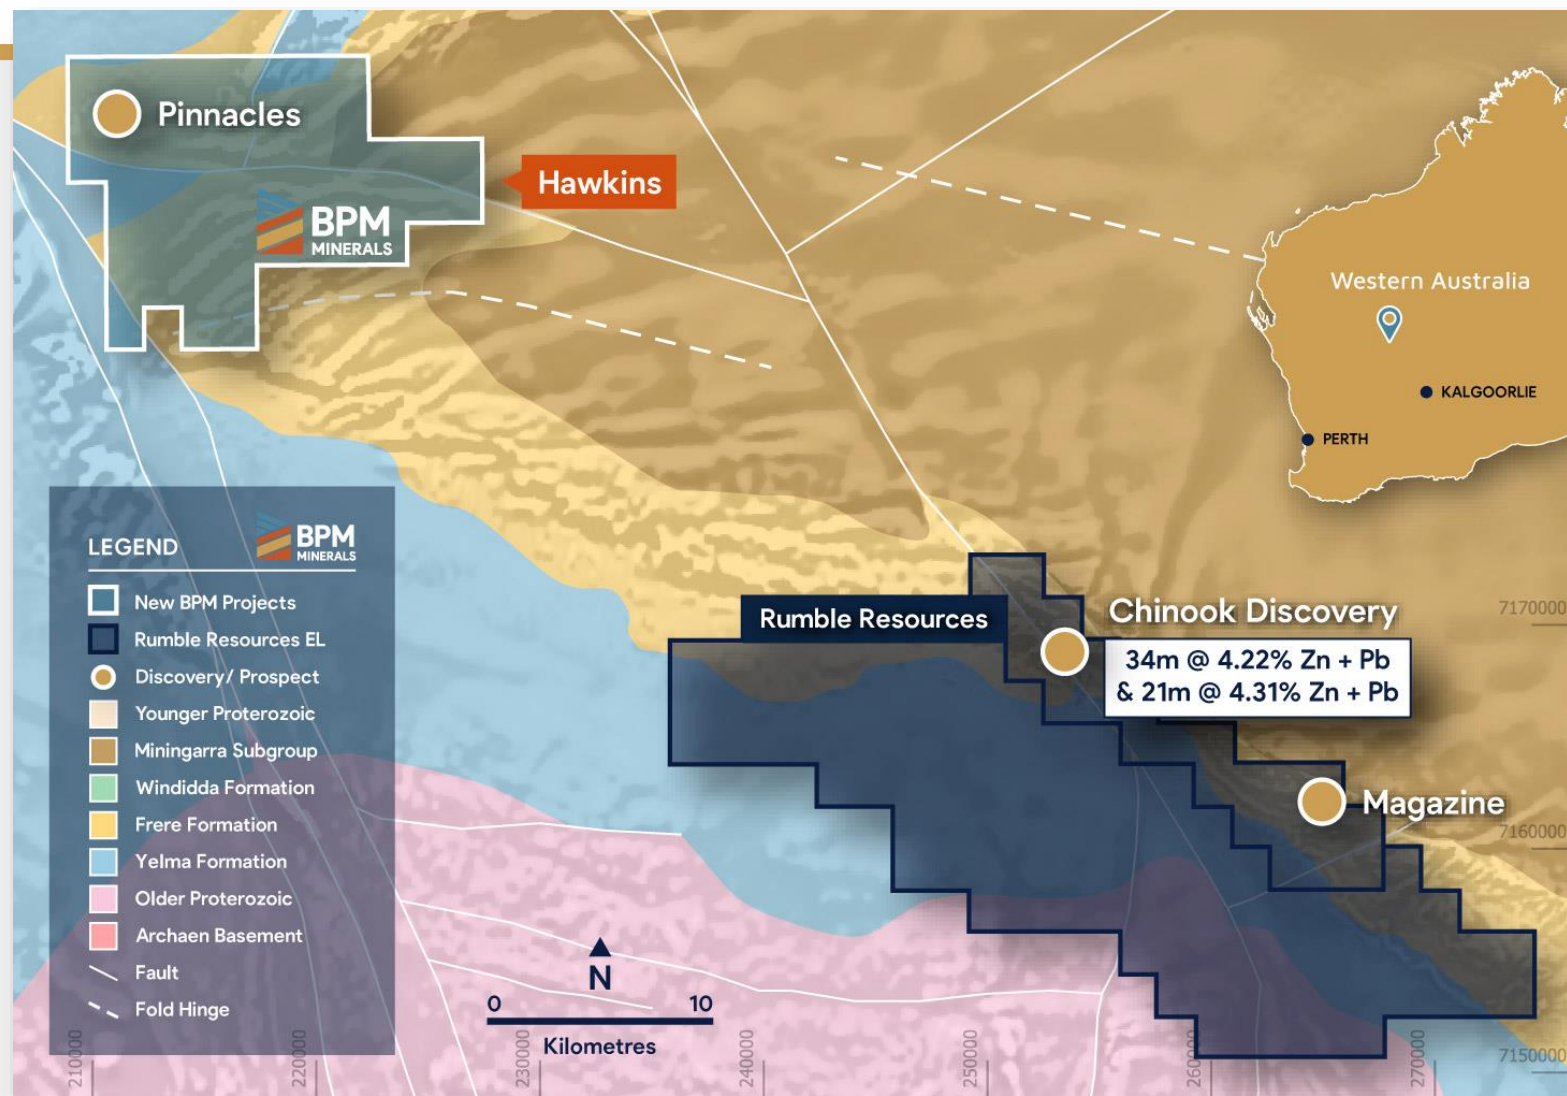 Pinnacles
Hawkins
BPM
MINERALS
Western Australia
KALGOORLIE
PERTH
LEGEND
BPM
MINERALS
New BPM Projects
Rumble Resources EL
Discovery/ Prospect
Younger Proterozoic
Miningarra Subgroup
Windidda Formation
Frere Formation
Yelma Formation
Older Proterozoic
Archaen Basement
Fault
Fold Hinge
Rumble Resources
Chinook Discovery
34m @ 4.22% Zn + Pb
& 21m @ 4.31% Zn + Pb
Magazine
7170000
7160000
7150000
N
0 10
Kilometres
210000
220000
230000
240000
250000
260000
270000